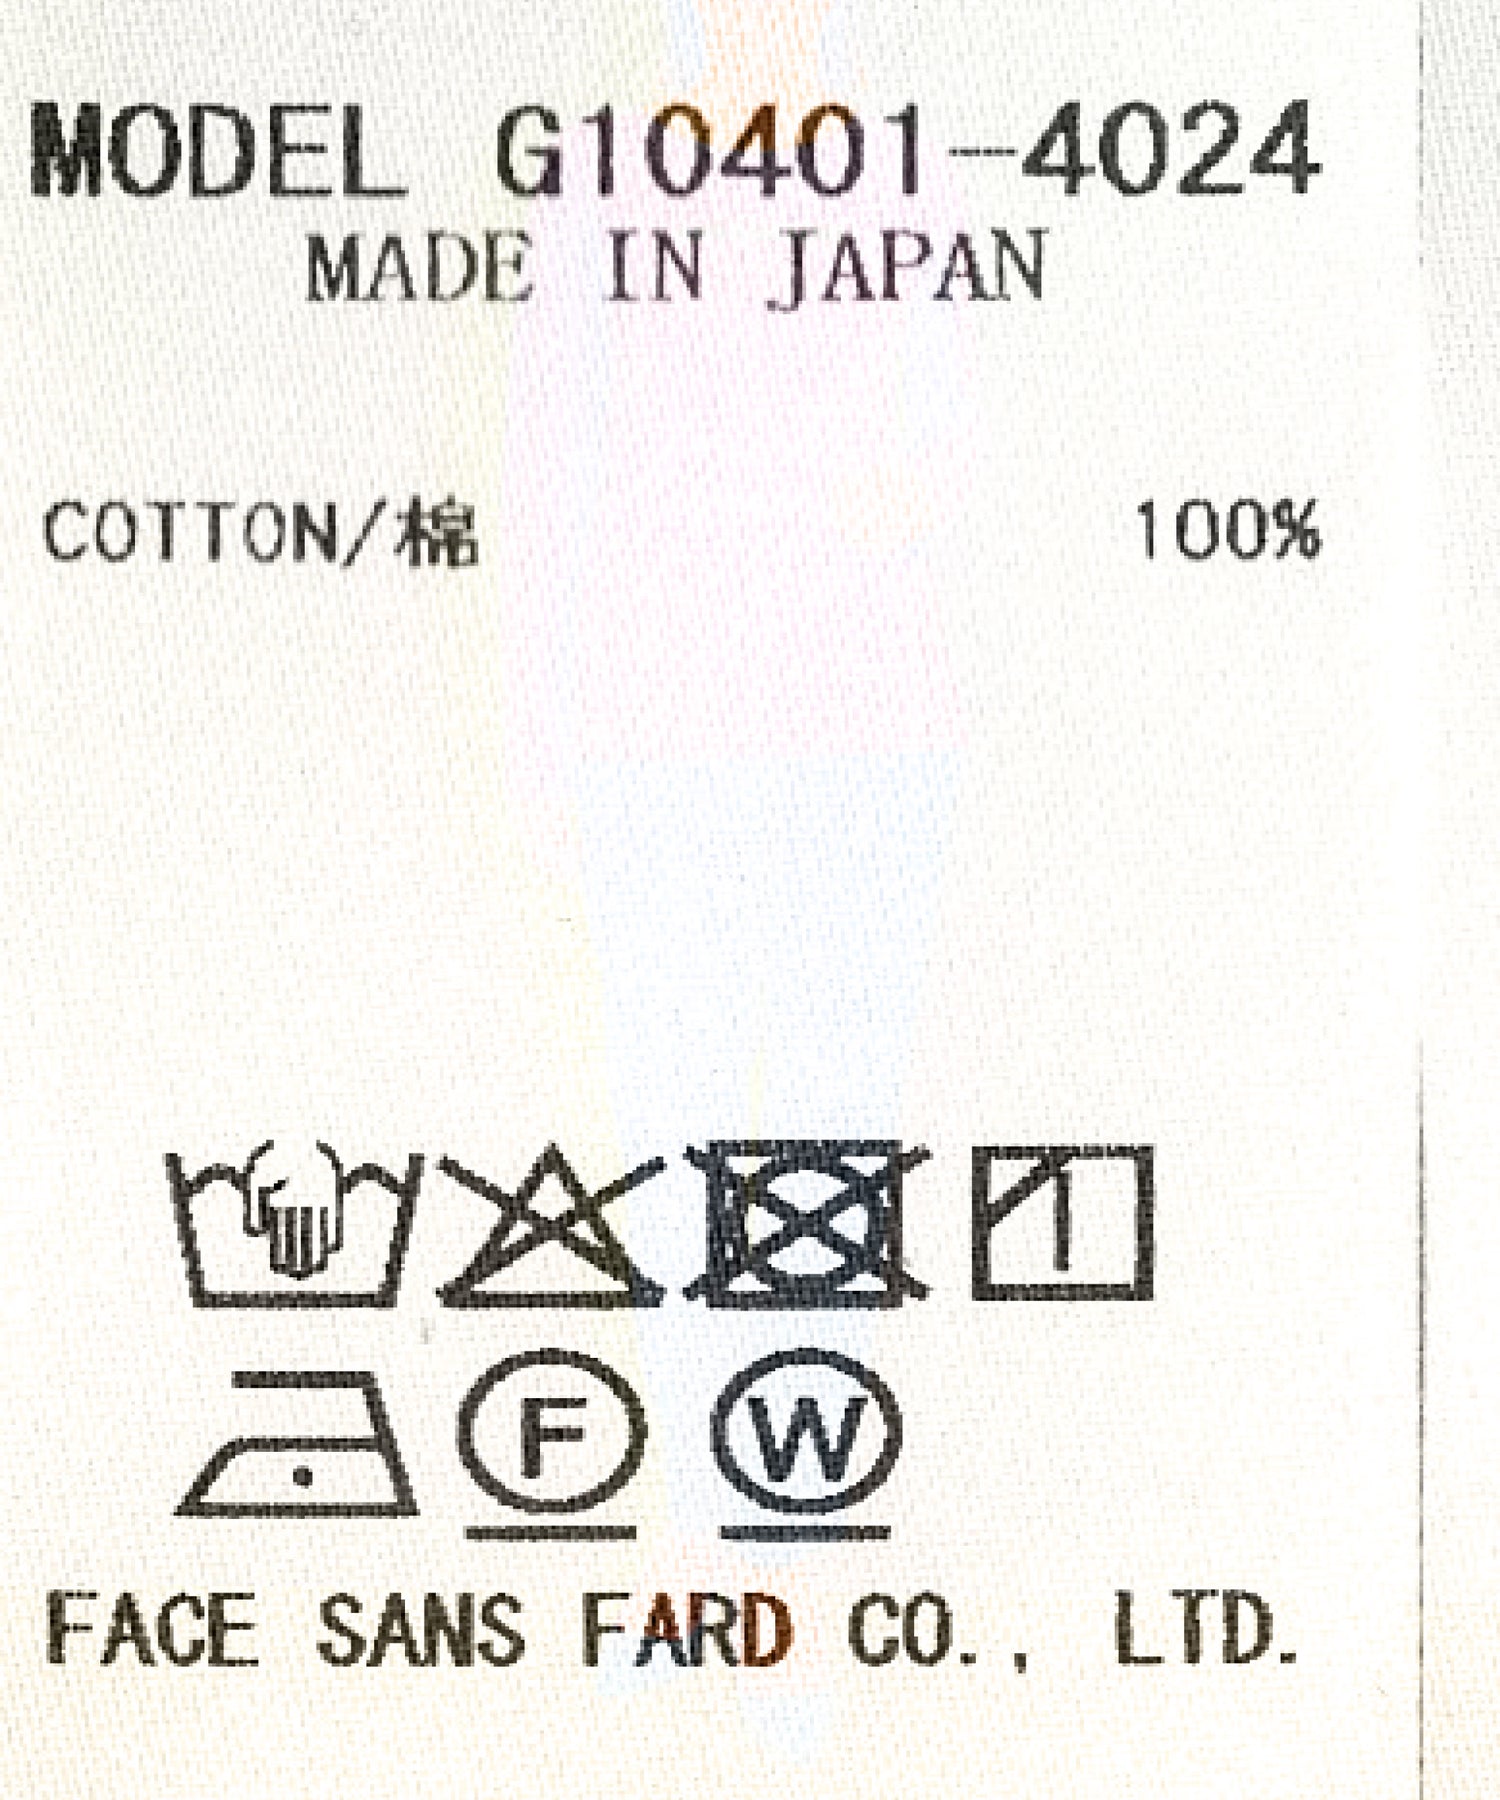 MODEL G10401-4024
MADE IN JAPAN
COTTON/棉 100%
F W
FACE SANS FARD CO., LTD.